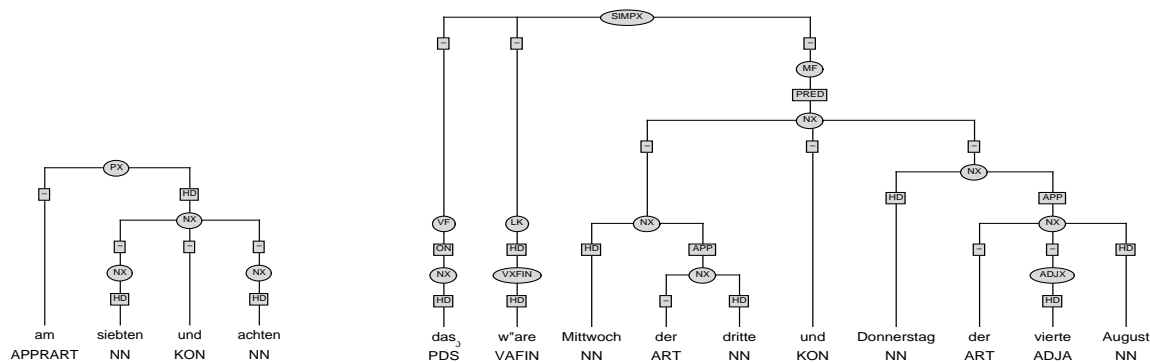 SIMPX
– – –
MF
PRED
NX
– – –
PX NX
– HD HD APP
NX VF LK NX NX
– – – ON HD HD APP – – HD
NX NX NX VXFIN NX ADJX
HD HD HD HD – HD HD
am siebten und achten das w"are Mittwoch der dritte und Donnerstag der vierte August
APPRART NN KON NN PDS VAFIN NN ART NN KON NN ART ADJA NN